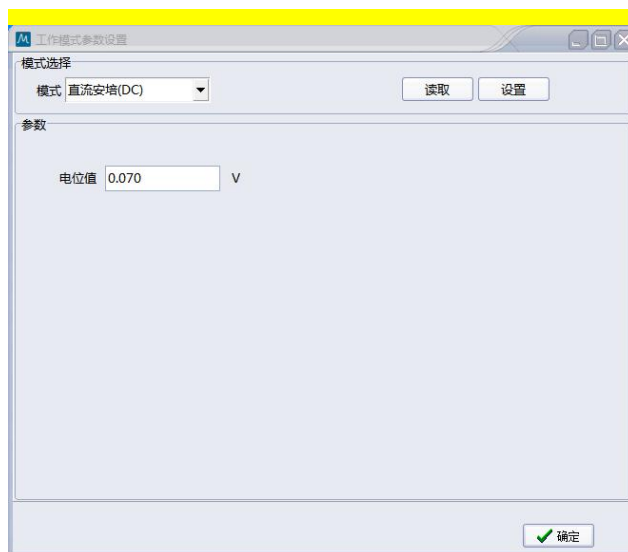 工作模式参数设置
模式选择
模式 直流安培(DC) 读取 设置
参数
电位值 0.070 V
确定